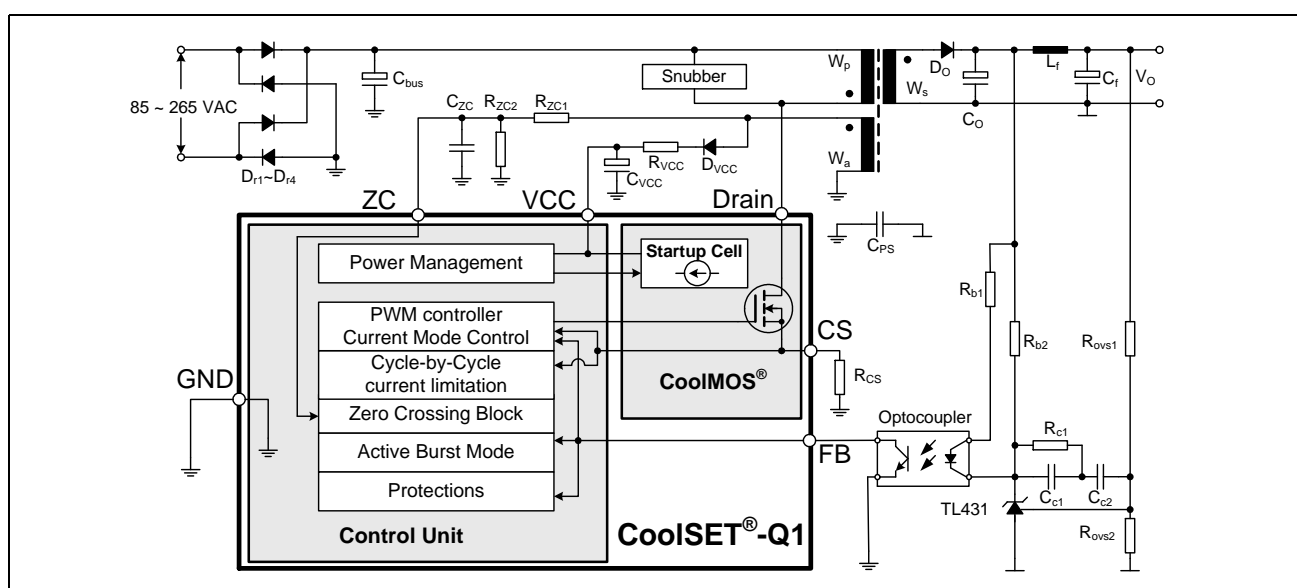 Snubber
Wp
Ws
DO
Lf
Cf
VO
CO
Cbus
85 ~ 265 VAC
CZC
RZC2
RZC1
RVCC
DVCC
CVCC
Wa
Dr1~Dr4
ZC
VCC
Drain
CPS
Power Management
Startup Cell
Rb1
PWM controller
Current Mode Control
CS
Rb2
Rovs1
Cycle-by-Cycle
current limitation
CoolMOS®
RCS
GND
Zero Crossing Block
Optocoupler
Rc1
Active Burst Mode
FB
Cc1
Cc2
Protections
TL431
Control Unit
CoolSET®-Q1
Rovs2